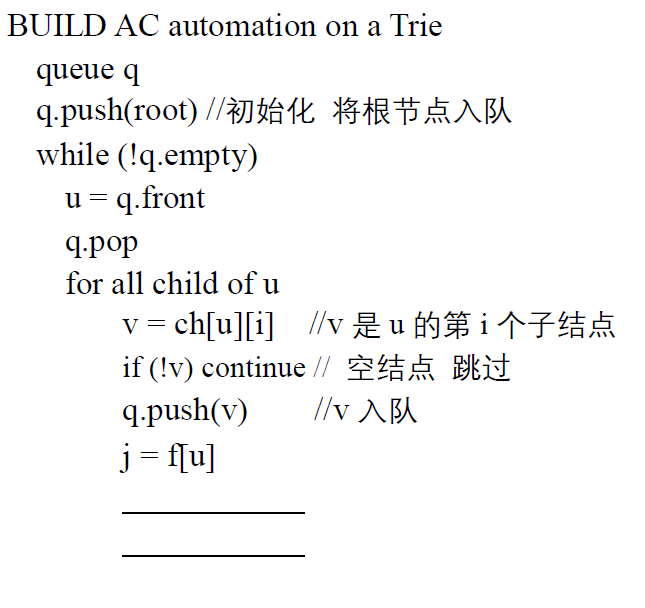 BUILD AC automation on a Trie
queue q
q.push(root) //初始化 将根节点入队
while (!q.empty)
u = q.front
q.pop
for all child of u
v = ch[u][i] //v 是 u 的第 i 个子结点
if (!v) continue // 空结点 跳过
q.push(v) //v 入队
j = f[u]